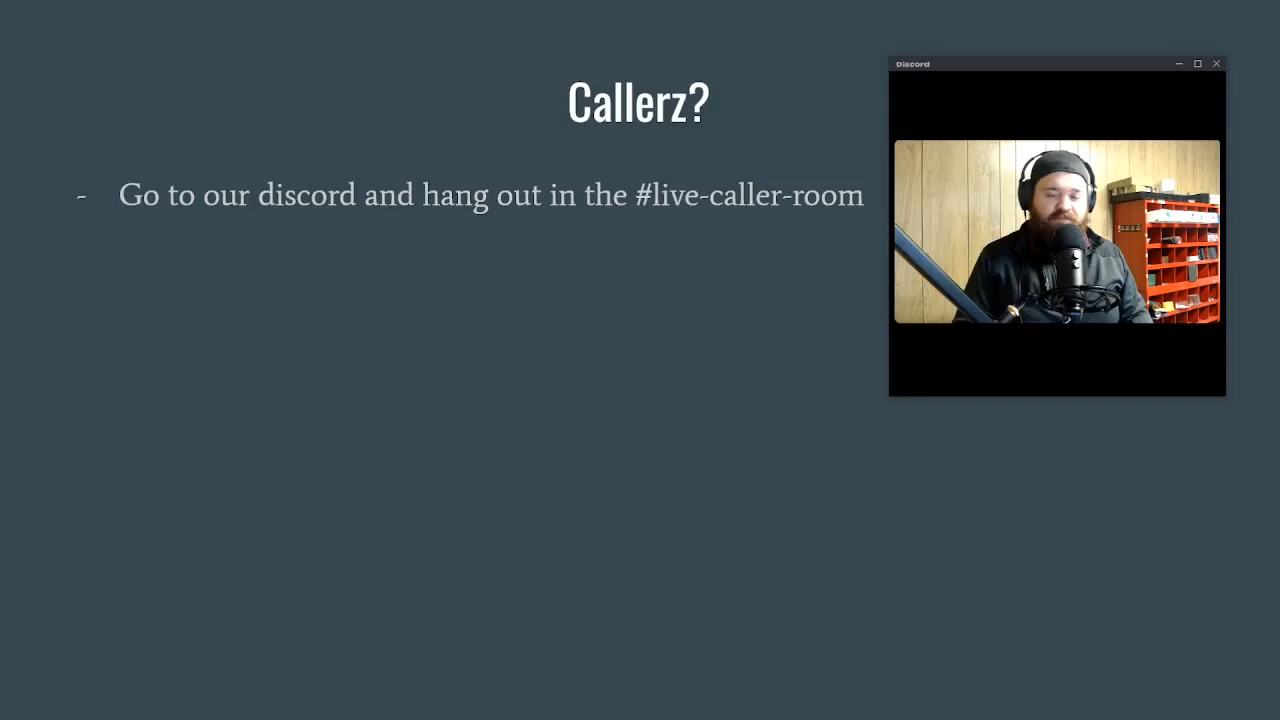 Discord
Callerz?
- Go to our discord and hang out in the #live-caller-room